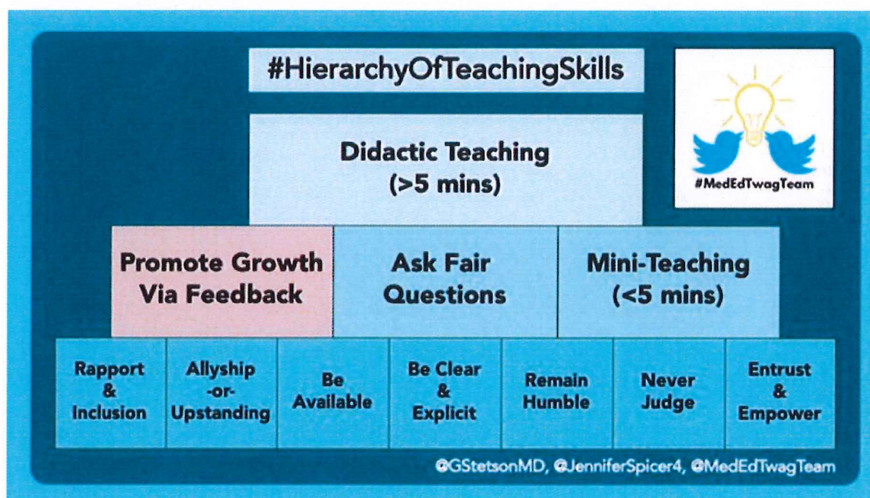 #HierarchyOfTeachingSkills
#MedEdTwagTeam
Didactic Teaching
(>5 mins)
Promote Growth
Via Feedback
Ask Fair
Questions
Mini-Teaching
(<5 mins)
Rapport
&
Inclusion
Allyship
-or-
Upstanding
Be
Available
Be Clear
&
Explicit
Remain
Humble
Never
Judge
Entrust
&
Empower
@GStetsonMD, @JenniferSpicer4, @MedEdTwagTeam